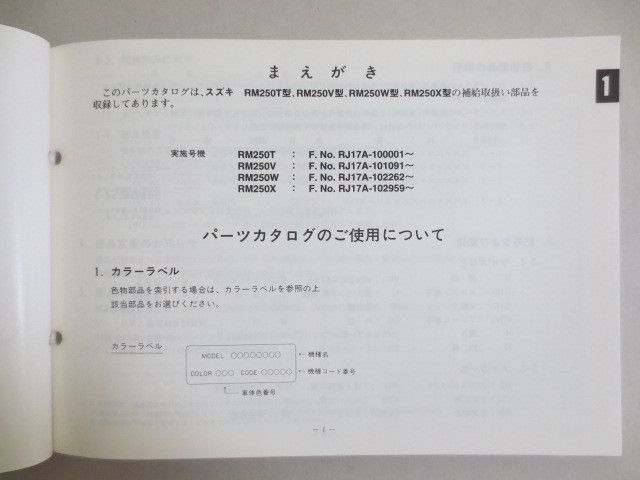 まえがき
このパーツカタログは、スズキ RM250T型、RM250V型、RM250W型、RM250X型の補給取扱い部品を
収録してあります。
1
実施号機 RM250T : F. No. RJ17A-100001〜
RM250V : F. No. RJ17A-101091〜
RM250W : F. No. RJ17A-102262〜
RM250X : F. No. RJ17A-102959〜
パーツカタログのご使用について
1. カラーラベル
色物部品を索引する場合は、カラーラベルを参照の上
該当部品をお選びください。
カラーラベル
MODEL ○○○○○○○○ ←機種名
COLOR ○○○ CODE ○○○○○ ←機種コード番号
↑車体色番号
－1－